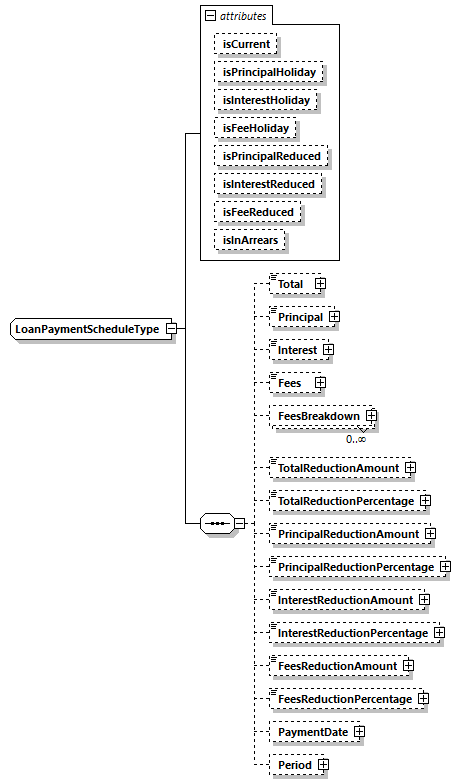 attributes
isCurrent
isPrincipalHoliday
isInterestHoliday
isFeeHoliday
isPrincipalReduced
isInterestReduced
isFeeReduced
isInArrears
LoanPaymentScheduleType
Total
Principal
Interest
Fees
FeesBreakdown
0..∞
TotalReductionAmount
TotalReductionPercentage
PrincipalReductionAmount
PrincipalReductionPercentage
InterestReductionAmount
InterestReductionPercentage
FeesReductionAmount
FeesReductionPercentage
PaymentDate
Period